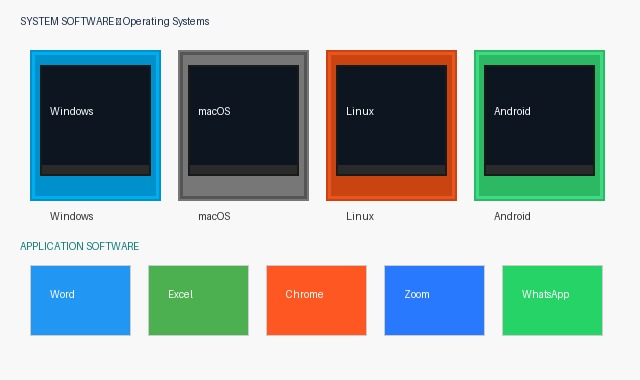 SYSTEM SOFTWARE Operating Systems
Windows macOS Linux Android
Windows macOS Linux Android
APPLICATION SOFTWARE
Word Excel Chrome Zoom WhatsApp